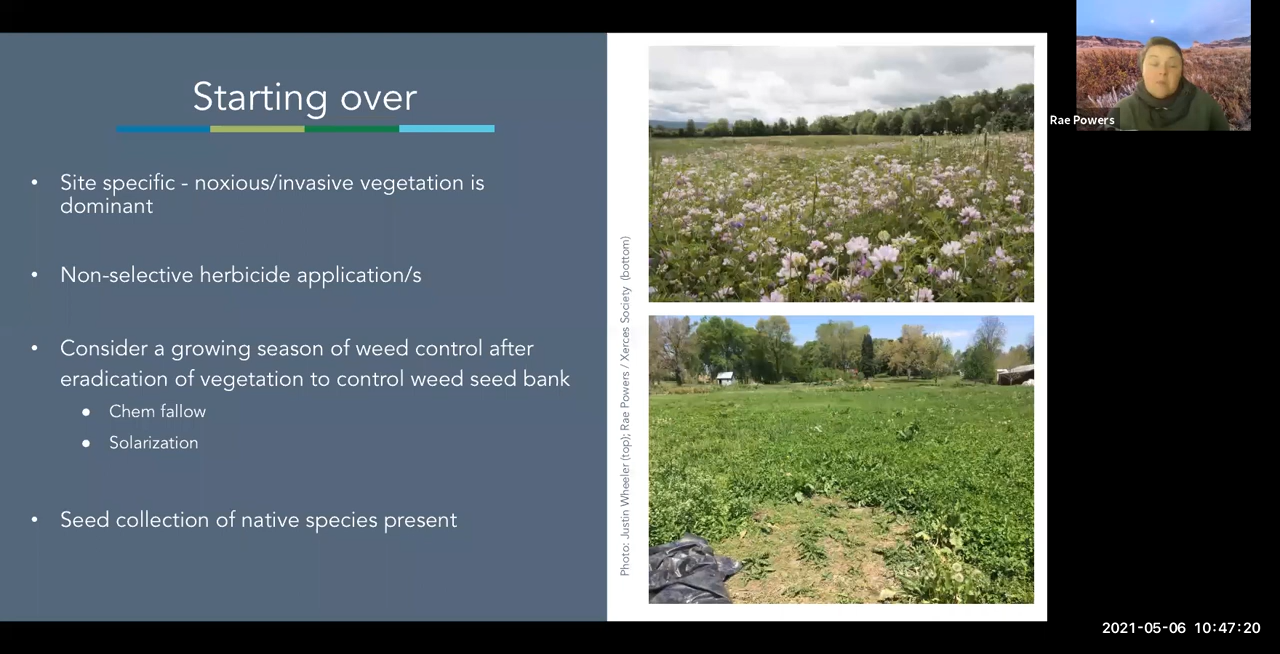 Starting over
• Site specific - noxious/invasive vegetation is
dominant
• Non-selective herbicide application/s
• Consider a growing season of weed control after
eradication of vegetation to control weed seed bank
● Chem fallow
● Solarization
• Seed collection of native species present
Photo: Justin Wheeler (top); Rae Powers / Xerces Society (bottom)
Rae Powers
2021-05-06 10:47:20